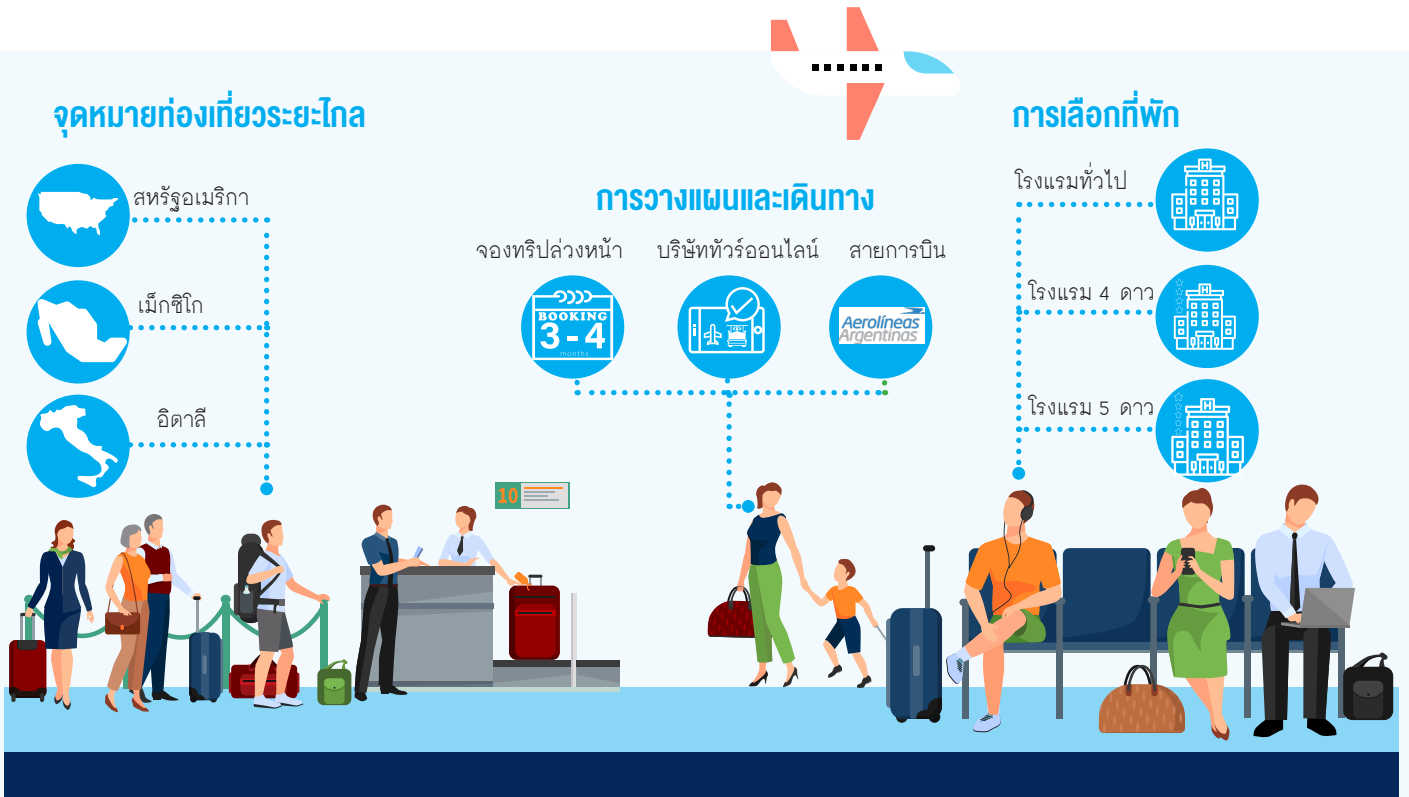 จุดหมายท่องเที่ยวระยะไกล
สหรัฐอเมริกา
เม็กซิโก
อิตาลี
การวางแผนและเดินทาง
จองทริปล่วงหน้า
บริษัททัวร์ออนไลน์
สายการบิน
BOOKING
3-4
months
Aerolíneas
Argentinas
การเลือกที่พัก
โรงแรมทั่วไป
H
โรงแรม 4 ดาว
H
โรงแรม 5 ดาว
H
10